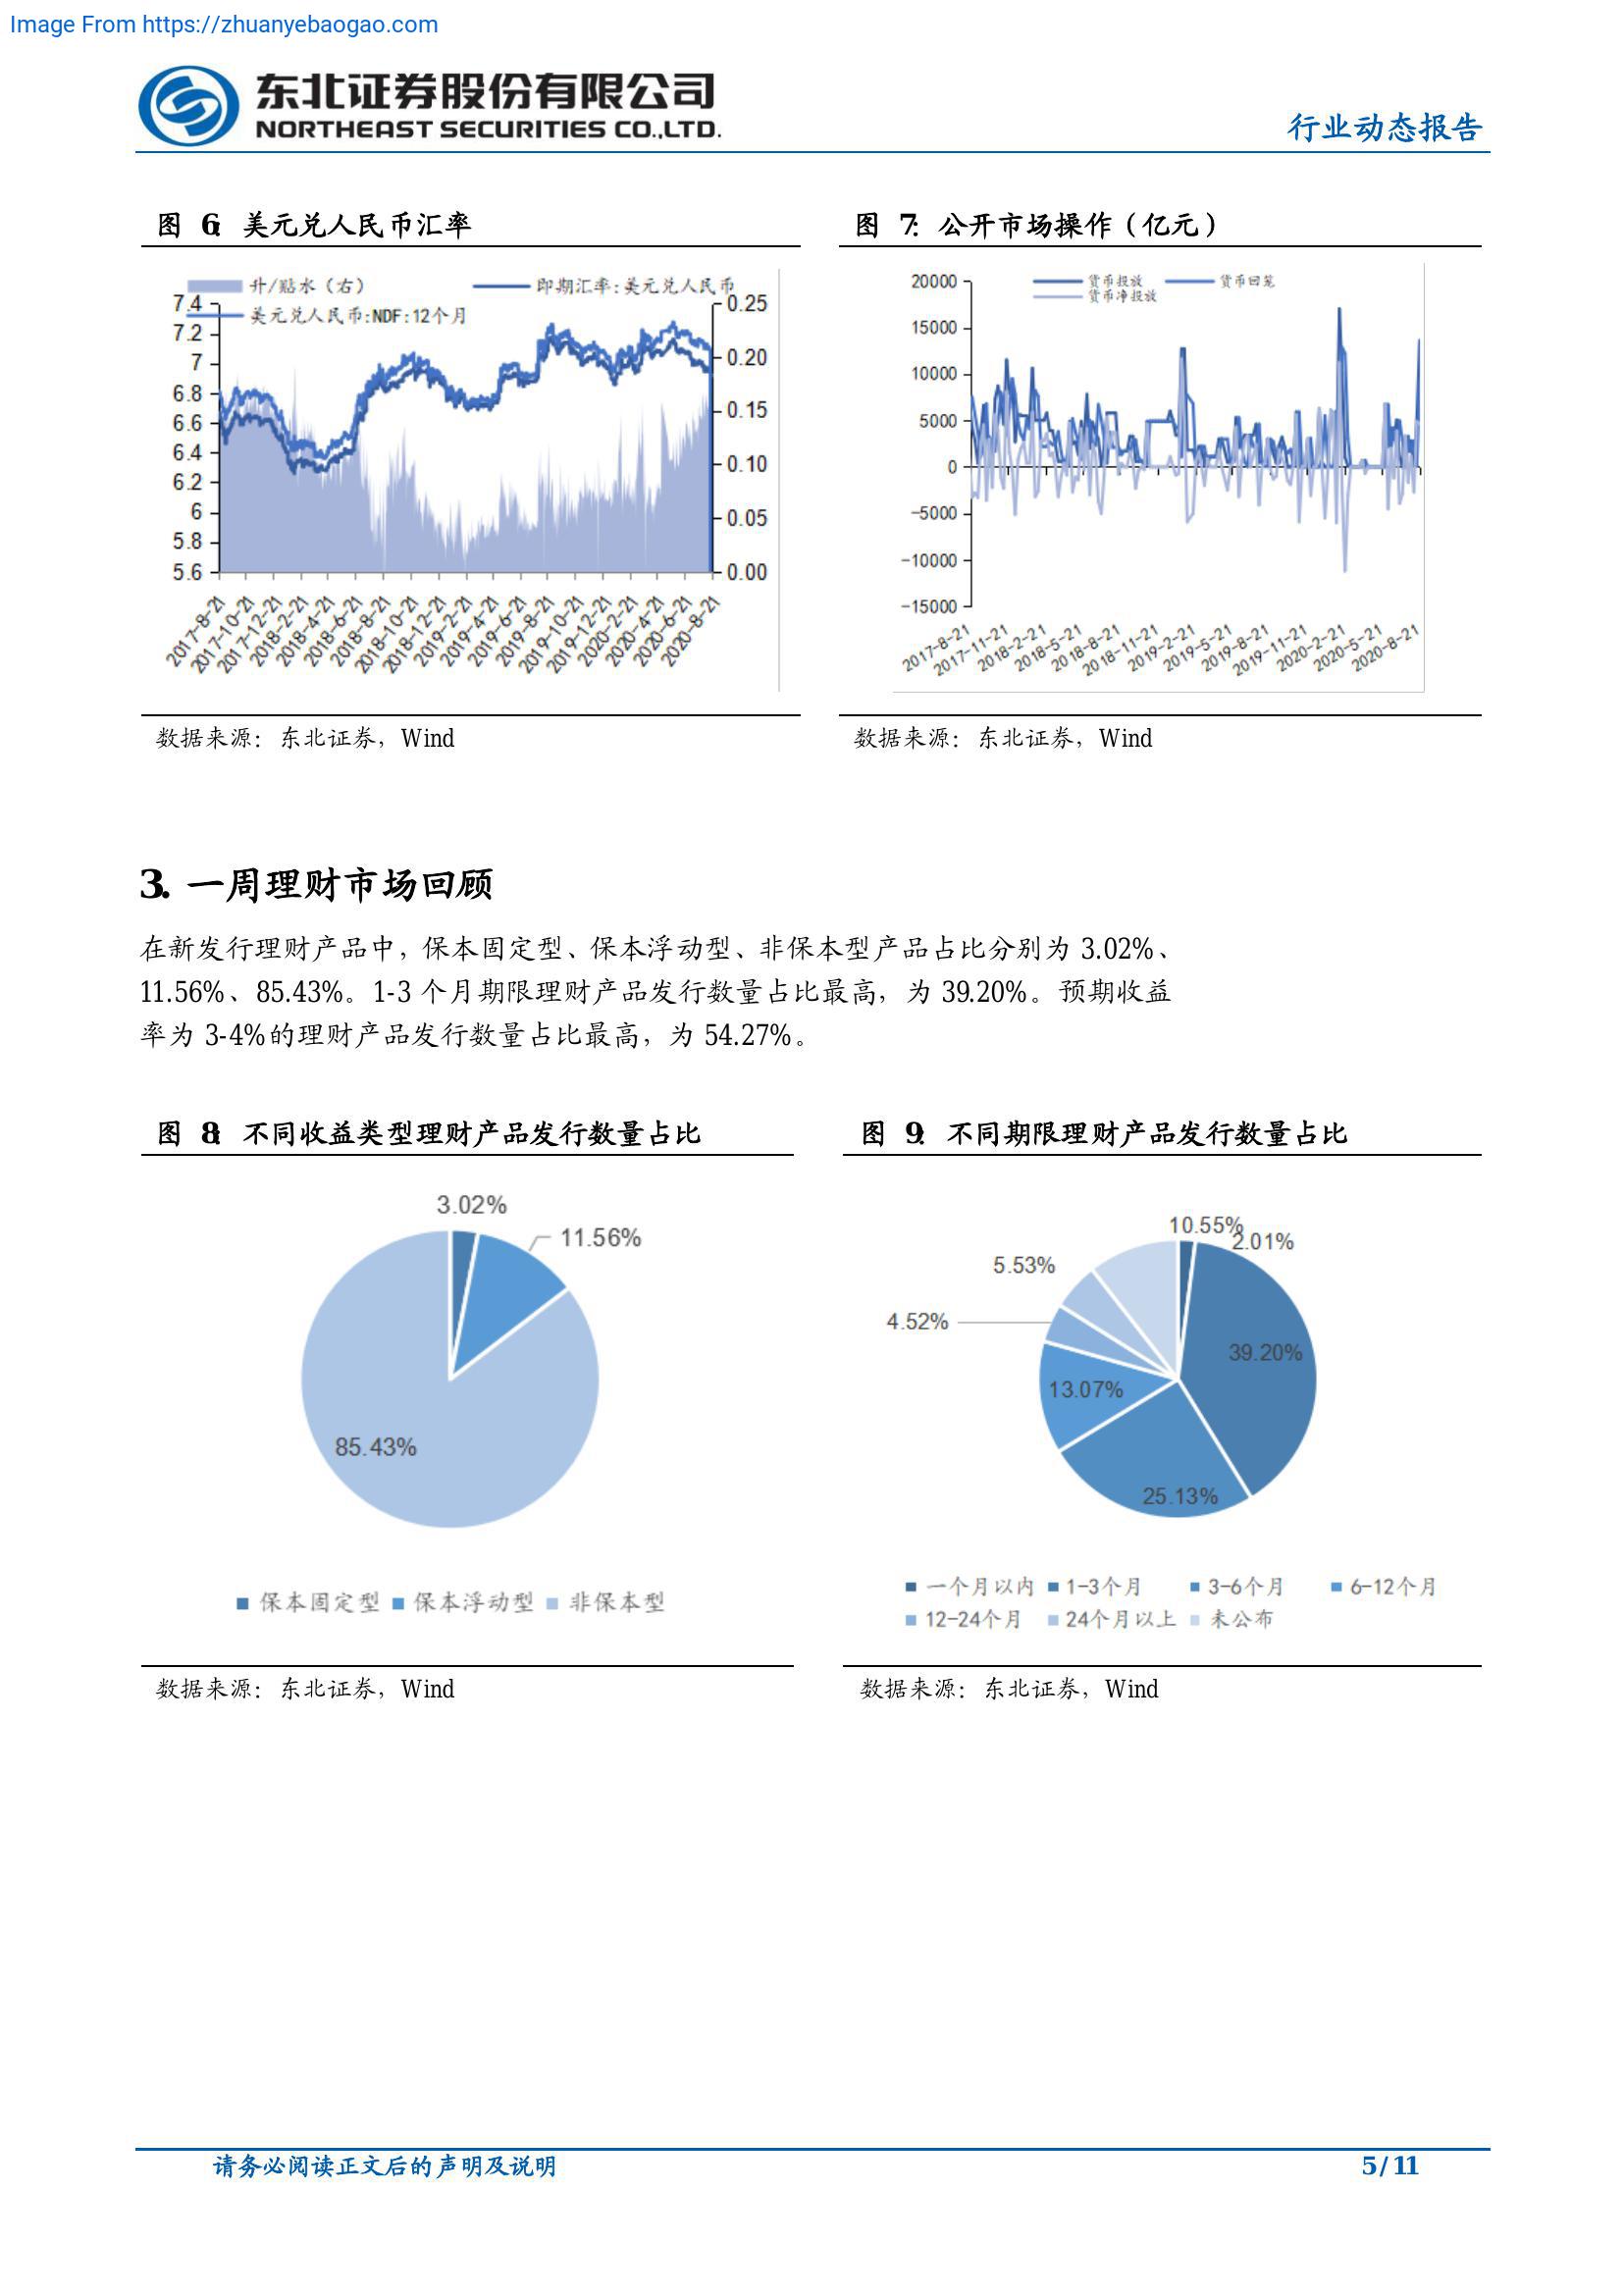 Image From https://zhuanyebaogao.com
东北证券股份有限公司
NORTHEAST SECURITIES CO.,LTD.
行业动态报告
图 6: 美元兑人民币汇率
升/贴水（右）
即期汇率:美元兑人民币
美元兑人民币:NDF:12个月
7.4
7.2
7
6.8
6.6
6.4
6.2
6
5.8
5.6
0.25
0.20
0.15
0.10
0.05
0.00
2017-8-21
2017-10-21
2017-12-21
2018-2-21
2018-4-21
2018-6-21
2018-8-21
2018-10-21
2018-12-21
2019-2-21
2019-4-21
2019-6-21
2019-8-21
2019-10-21
2019-12-21
2020-2-21
2020-4-21
2020-6-21
2020-8-21
数据来源：东北证券，Wind
图 7: 公开市场操作（亿元）
货币投放
货币回笼
货币净投放
20000
15000
10000
5000
0
-5000
-10000
-15000
2017-8-21
2017-11-21
2018-2-21
2018-5-21
2018-8-21
2018-11-21
2019-2-21
2019-5-21
2019-8-21
2019-11-21
2020-2-21
2020-5-21
2020-8-21
数据来源：东北证券，Wind
3. 一周理财市场回顾
在新发行理财产品中，保本固定型、保本浮动型、非保本型产品占比分别为 3.02%、
11.56%、85.43%。1-3 个月期限理财产品发行数量占比最高，为 39.20%。预期收益
率为 3-4%的理财产品发行数量占比最高，为 54.27%。
图 8: 不同收益类型理财产品发行数量占比
3.02%
11.56%
85.43%
保本固定型 保本浮动型 非保本型
数据来源：东北证券，Wind
图 9: 不同期限理财产品发行数量占比
10.55%
2.01%
5.53%
4.52%
39.20%
13.07%
25.13%
一个月以内 1-3个月 3-6个月 6-12个月
12-24个月 24个月以上 未公布
数据来源：东北证券，Wind
请务必阅读正文后的声明及说明
5 / 11